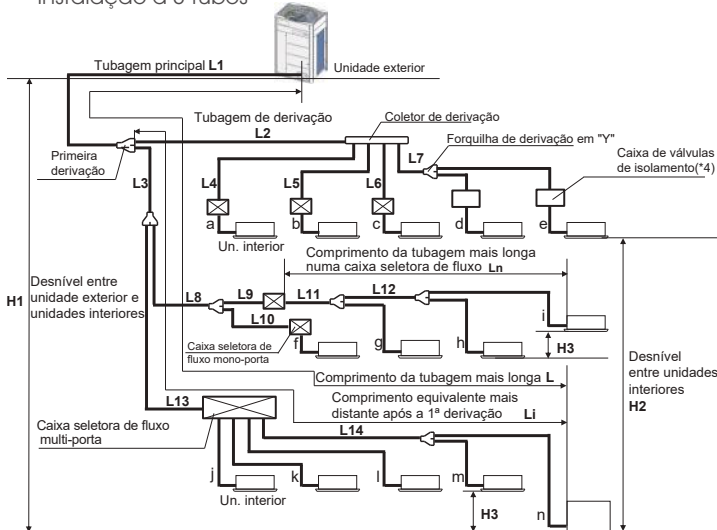 Instalação a 3 tubos
Tubagem principal L1
Unidade exterior
Tubagem de derivação
Coletor de derivação
L2
Forquilha de derivação em "Y"
Primeira
derivação
L3
L4
L5
L6
L7
Caixa de válvulas
de isolamento(*4)
a
b
c
d
e
Un. interior
Comprimento da tubagem mais longa
numa caixa seletora de fluxo Ln
H1
Desnível entre
unidade exterior e
unidades interiores
L8
L9
L10
L11
L12
i
Caixa seletora de
fluxo mono-porta
f
g
h
H3
Comprimento da tubagem mais longa L
Desnível
entre unidades
interiores
H2
Comprimento equivalente mais
distante após a 1ª derivação Li
L13
Caixa seletora de fluxo
multi-porta
L14
j
k
l
m
n
Un. interior
H3